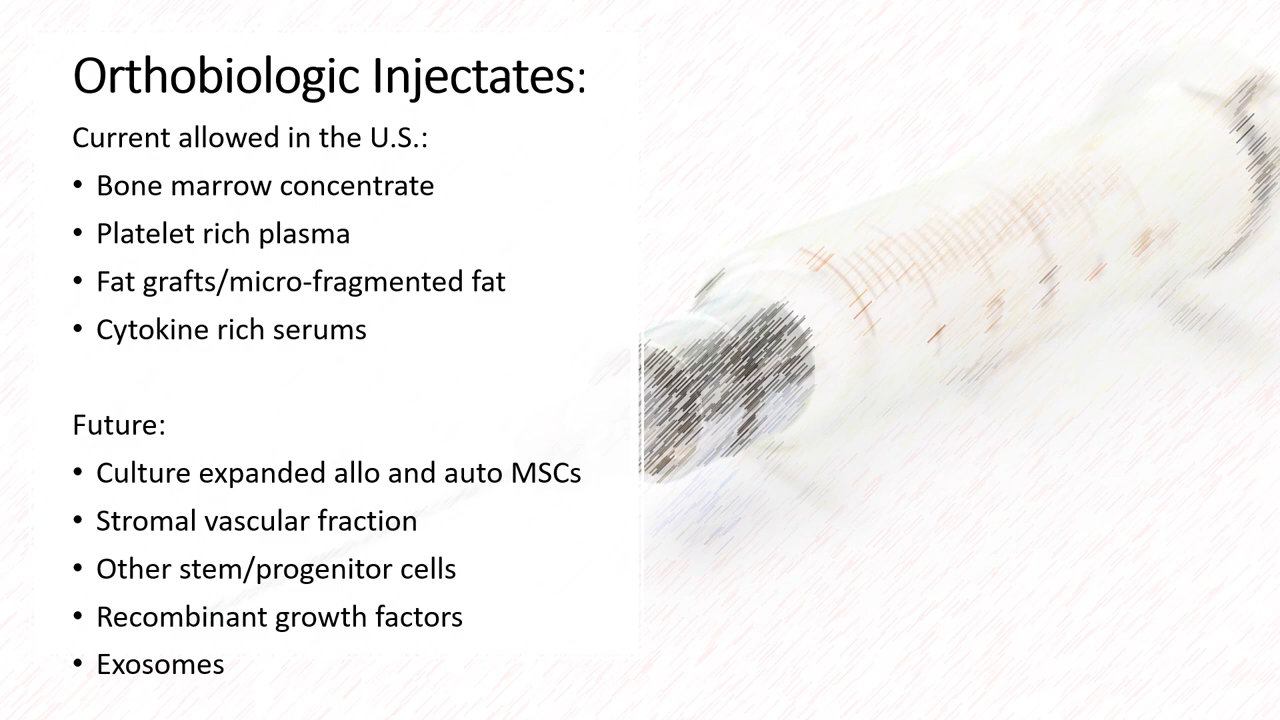 Orthobiologic Injectates:
Current allowed in the U.S.:
• Bone marrow concentrate
• Platelet rich plasma
• Fat grafts/micro-fragmented fat
• Cytokine rich serums
Future:
• Culture expanded allo and auto MSCs
• Stromal vascular fraction
• Other stem/progenitor cells
• Recombinant growth factors
• Exosomes